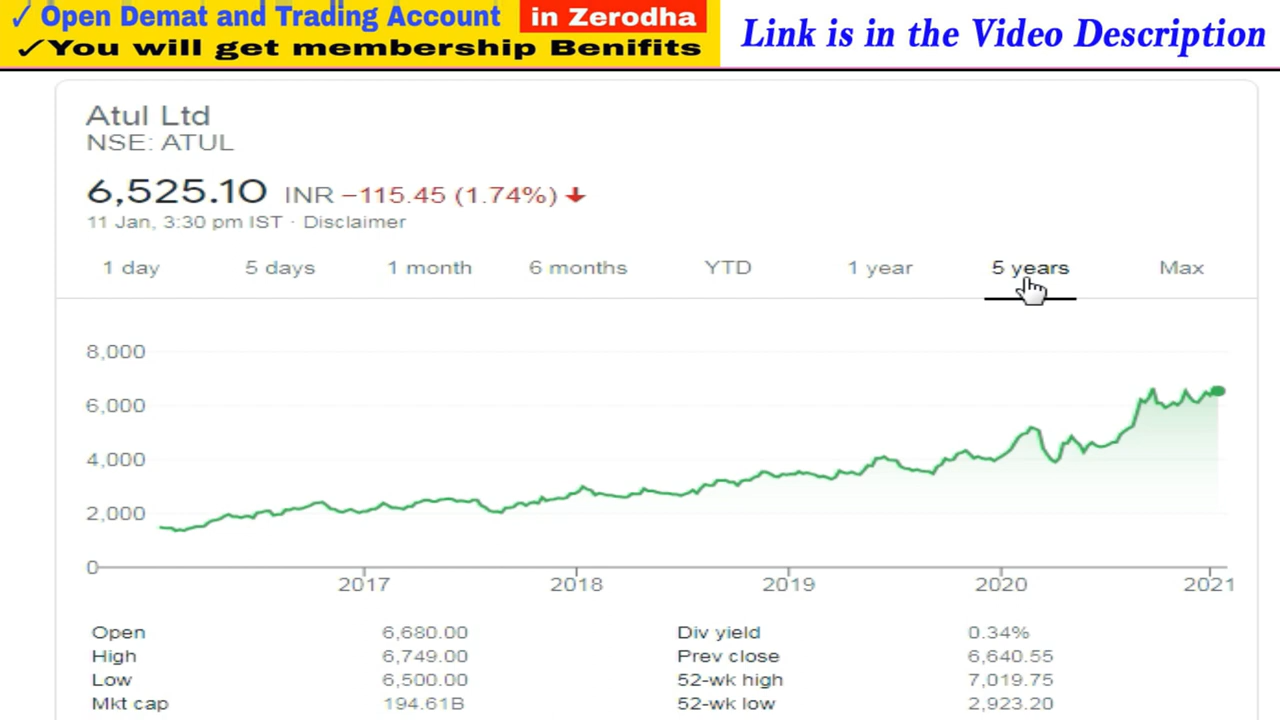 ✓ Open Demat and Trading Account in Zerodha
✓You will get membership Benifits
Link is in the Video Description
Atul Ltd
NSE: ATUL
6,525.10 INR −115.45 (1.74%)
11 Jan, 3:30 pm IST · Disclaimer
1 day 5 days 1 month 6 months YTD 1 year 5 years Max
8,000
6,000
4,000
2,000
0
2017 2018 2019 2020 2021
Open 6,680.00 Div yield 0.34%
High 6,749.00 Prev close 6,640.55
Low 6,500.00 52-wk high 7,019.75
Mkt cap 194.61B 52-wk low 2,923.20